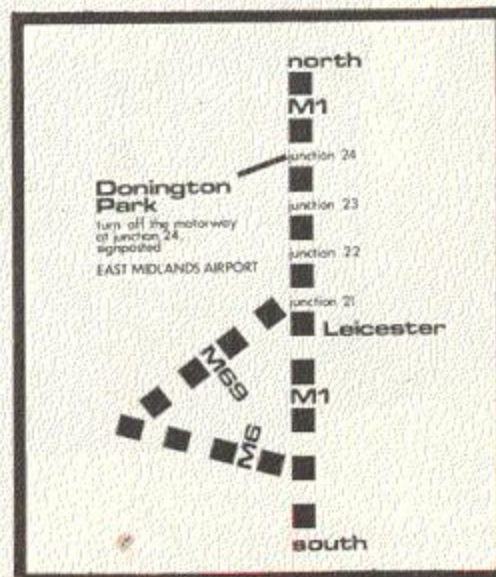 north
M1
junction 24
Donington
Park
turn off the motorway
at junction 24,
signposted
EAST MIDLANDS AIRPORT
junction 23
junction 22
junction 21
Leicester
M69
M1
M6
south